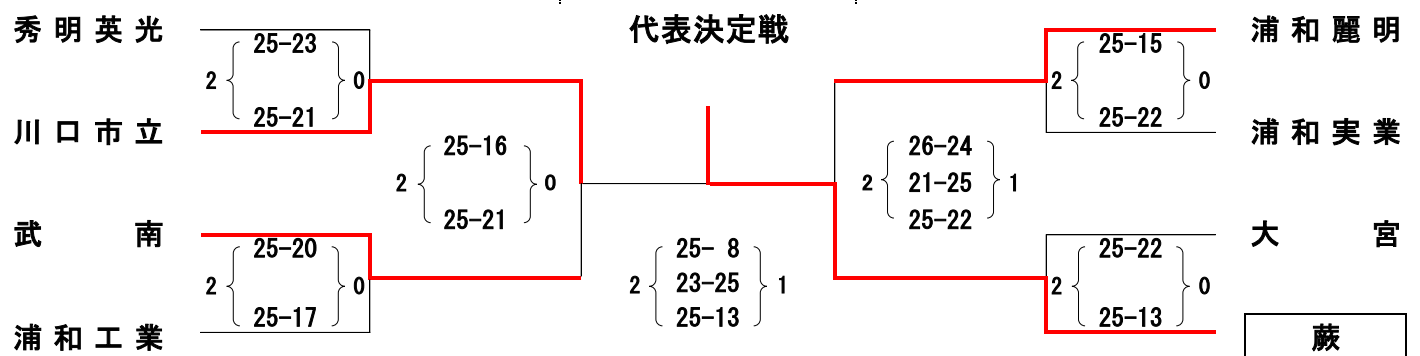 代表決定戦
秀明英光
2 25-23 0
25-21
川口市立
2 25-16 0
25-21
武南
2 25-20 0
25-17
浦和工業
2 25- 8 1
23-25
25-13
浦和麗明
2 25-15 0
25-22
浦和実業
2 26-24 1
21-25
25-22
大宮
2 25-22 0
25-13
蕨